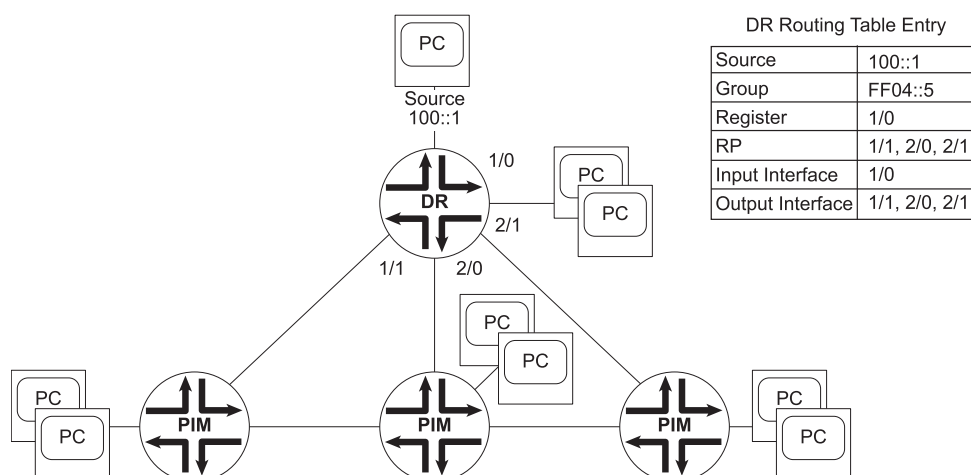 DR Routing Table Entry
Source 100::1
Group FF04::5
Register 1/0
RP 1/1, 2/0, 2/1
Input Interface 1/0
Output Interface 1/1, 2/0, 2/1
PC
Source
100::1
1/0
PC
PC
DR
2/1
1/1
2/0
PC
PC
PC
PC
PIM
PIM
PIM
PC
PC